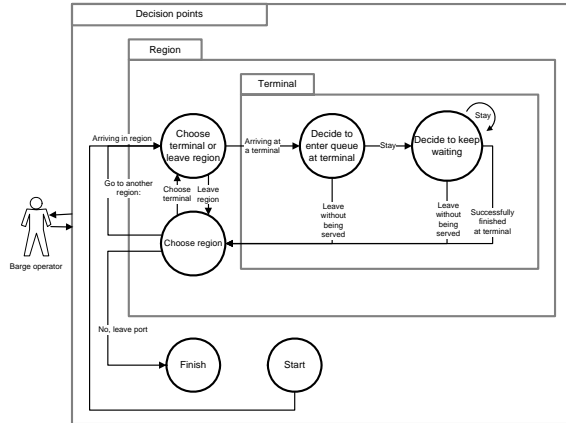 Decision points
Region
Terminal
Arriving in region
Choose
terminal or
leave region
Arriving at
a terminal
Decide to
enter queue
at terminal
Stay
Decide to keep
waiting
Stay
Go to another
region:
Choose
terminal
Leave
region
Leave
without
being
served
Leave
without
being
served
Successfully
finished
at terminal
Choose region
Barge operator
No, leave port
Finish
Start